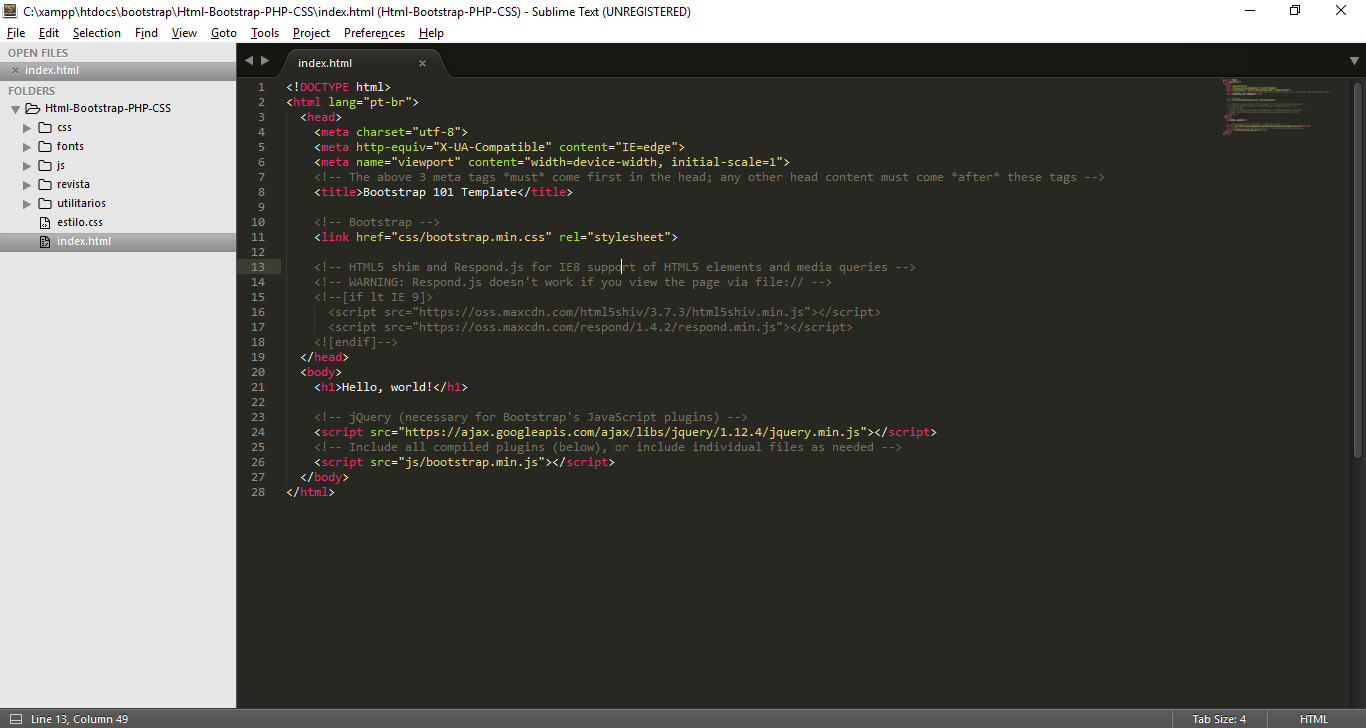 C:\xampp\htdocs\bootstrap\Html-Bootstrap-PHP-CSS\index.html (Html-Bootstrap-PHP-CSS) - Sublime Text (UNREGISTERED)
File Edit Selection Find View Goto Tools Project Preferences Help
OPEN FILES
index.html
FOLDERS
Html-Bootstrap-PHP-CSS
css
fonts
js
revista
utilitarios
estilo.css
index.html
index.html
1 <!DOCTYPE html>
2 <html lang="pt-br">
3 <head>
4 <meta charset="utf-8">
5 <meta http-equiv="X-UA-Compatible" content="IE=edge">
6 <meta name="viewport" content="width=device-width, initial-scale=1">
7 <!-- The above 3 meta tags *must* come first in the head; any other head content must come *after* these tags -->
8 <title>Bootstrap 101 Template</title>
9
10 <!-- Bootstrap -->
11 <link href="css/bootstrap.min.css" rel="stylesheet">
12
13 <!-- HTML5 shim and Respond.js for IE8 support of HTML5 elements and media queries -->
14 <!-- WARNING: Respond.js doesn't work if you view the page via file:// -->
15 <!--[if lt IE 9]>
16 <script src="https://oss.maxcdn.com/html5shiv/3.7.3/html5shiv.min.js"></script>
17 <script src="https://oss.maxcdn.com/respond/1.4.2/respond.min.js"></script>
18 <![endif]-->
19 </head>
20 <body>
21 <h1>Hello, world!</h1>
22
23 <!-- jQuery (necessary for Bootstrap's JavaScript plugins) -->
24 <script src="https://ajax.googleapis.com/ajax/libs/jquery/1.12.4/jquery.min.js"></script>
25 <!-- Include all compiled plugins (below), or include individual files as needed -->
26 <script src="js/bootstrap.min.js"></script>
27 </body>
28 </html>
Line 13, Column 49
Tab Size: 4
HTML